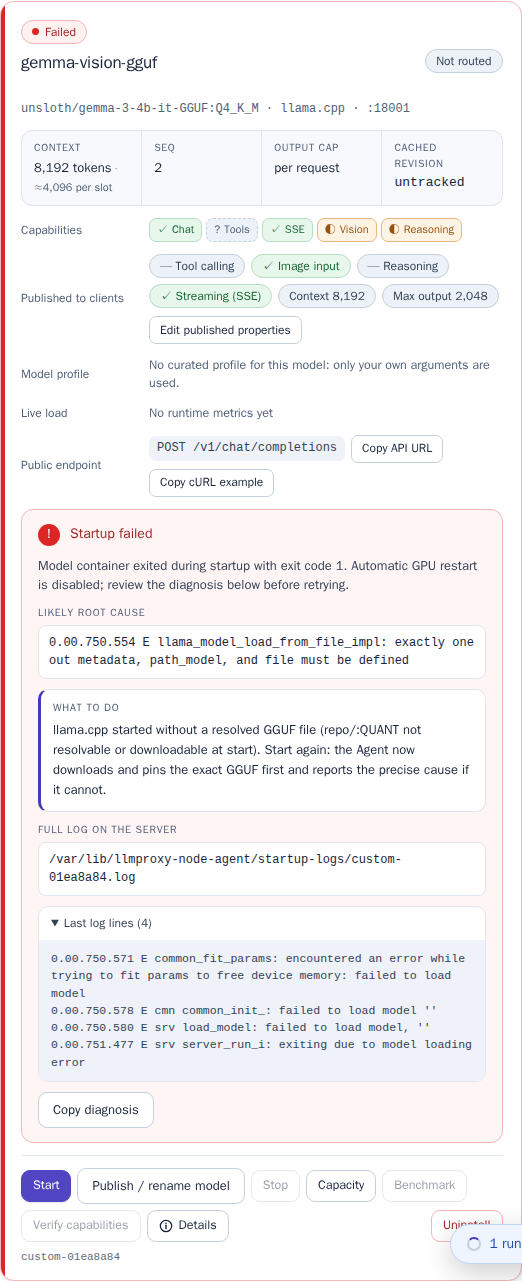 Failed
gemma-vision-gguf
Not routed
unsloth/gemma-3-4b-it-GGUF:Q4_K_M · llama.cpp · :18001
CONTEXT
8,192 tokens ·
≈4,096 per slot
SEQ
2
OUTPUT CAP
per request
CACHED
REVISION
untracked
Capabilities
✓ Chat
? Tools
✓ SSE
◐ Vision
◐ Reasoning
Published to clients
— Tool calling
✓ Image input
— Reasoning
✓ Streaming (SSE)
Context 8,192
Max output 2,048
Edit published properties
Model profile
No curated profile for this model: only your own arguments are
used.
Live load
No runtime metrics yet
Public endpoint
POST /v1/chat/completions
Copy API URL
Copy cURL example
! Startup failed
Model container exited during startup with exit code 1. Automatic GPU restart
is disabled; review the diagnosis below before retrying.
LIKELY ROOT CAUSE
0.00.750.554 E llama_model_load_from_file_impl: exactly one
out metadata, path_model, and file must be defined
WHAT TO DO
llama.cpp started without a resolved GGUF file (repo/:QUANT not
resolvable or downloadable at start). Start again: the Agent now
downloads and pins the exact GGUF first and reports the precise cause if
it cannot.
FULL LOG ON THE SERVER
/var/lib/llmproxy-node-agent/startup-logs/custom-
01ea8a84.log
▼ Last log lines (4)
0.00.750.571 E common_fit_params: encountered an error while
trying to fit params to free device memory: failed to load
model
0.00.750.578 E cmn common_init_: failed to load model ''
0.00.750.580 E srv load_model: failed to load model, ''
0.00.751.477 E srv server_run_i: exiting due to model loading
error
Copy diagnosis
Start
Publish / rename model
Stop
Capacity
Benchmark
Verify capabilities
Details
Uninstall
1 run
custom-01ea8a84